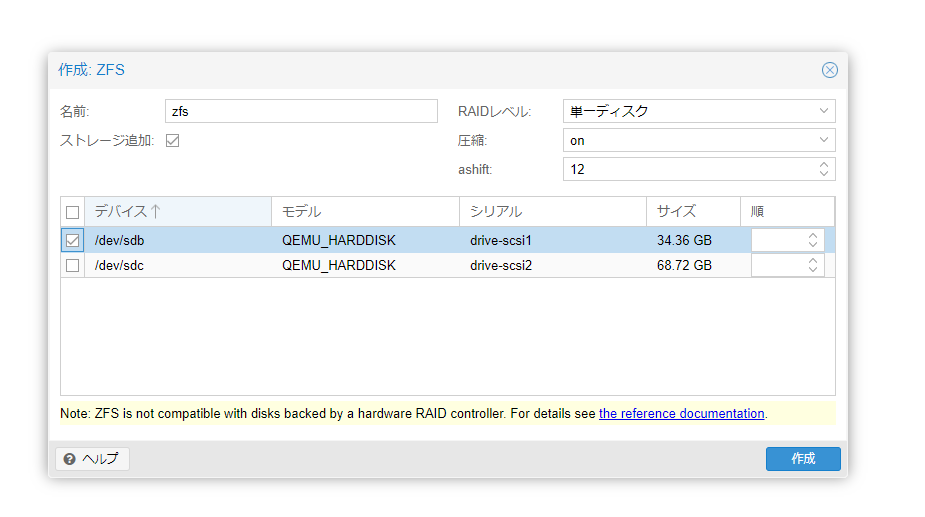 作成: ZFS
名前: zfs RAIDレベル: 単一ディスク
ストレージ追加: 圧縮: on
ashift: 12
デバイス↑ モデル シリアル サイズ 順
/dev/sdb QEMU_HARDDISK drive-scsi1 34.36 GB
/dev/sdc QEMU_HARDDISK drive-scsi2 68.72 GB
Note: ZFS is not compatible with disks backed by a hardware RAID controller. For details see the reference documentation.
ヘルプ 作成